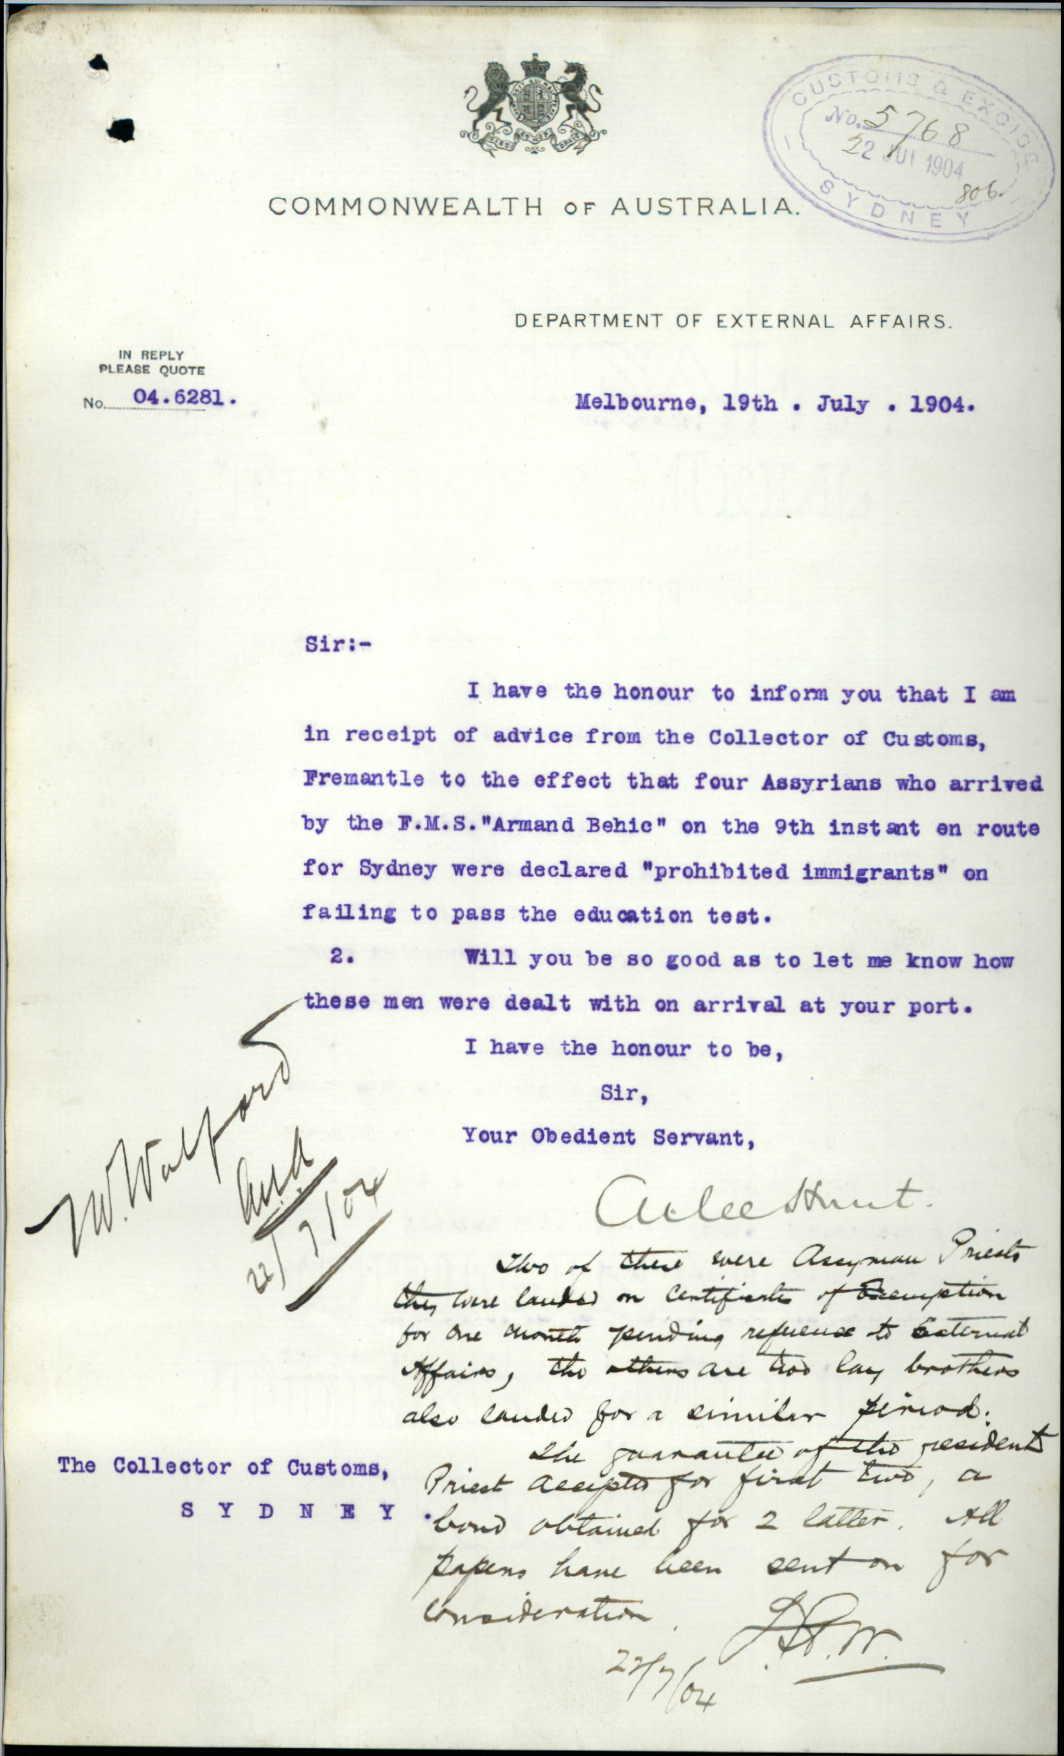 CUSTOMS & EXCISE
No. 5768
22 JUL 1904
806.
SYDNEY
COMMONWEALTH OF AUSTRALIA.
DEPARTMENT OF EXTERNAL AFFAIRS.
IN REPLY
PLEASE QUOTE
No. 04.6281.
Melbourne, 19th . July . 1904.
Sir:-
I have the honour to inform you that I am
in receipt of advice from the Collector of Customs,
Fremantle to the effect that four Assyrians who arrived
by the F.M.S."Armand Behic" on the 9th instant en route
for Sydney were declared "prohibited immigrants" on
failing to pass the education test.
2. Will you be so good as to let me know how
these men were dealt with on arrival at your port.
I have the honour to be,
Sir,
Your Obedient Servant,
Atlee Hunt.
W. Walford
22/7/04
Two of these were Assyrian Priests
they were landed on Certificates of Exemption
for one month pending reference to External
Affairs, the others are two lay brothers
also landed for a similar period.
The guarantee of the resident
Priest accepted for first two, a
bond obtained for 2 latter. All
papers have been sent on for
consideration.
22/7/04
The Collector of Customs,
S Y D N E Y .